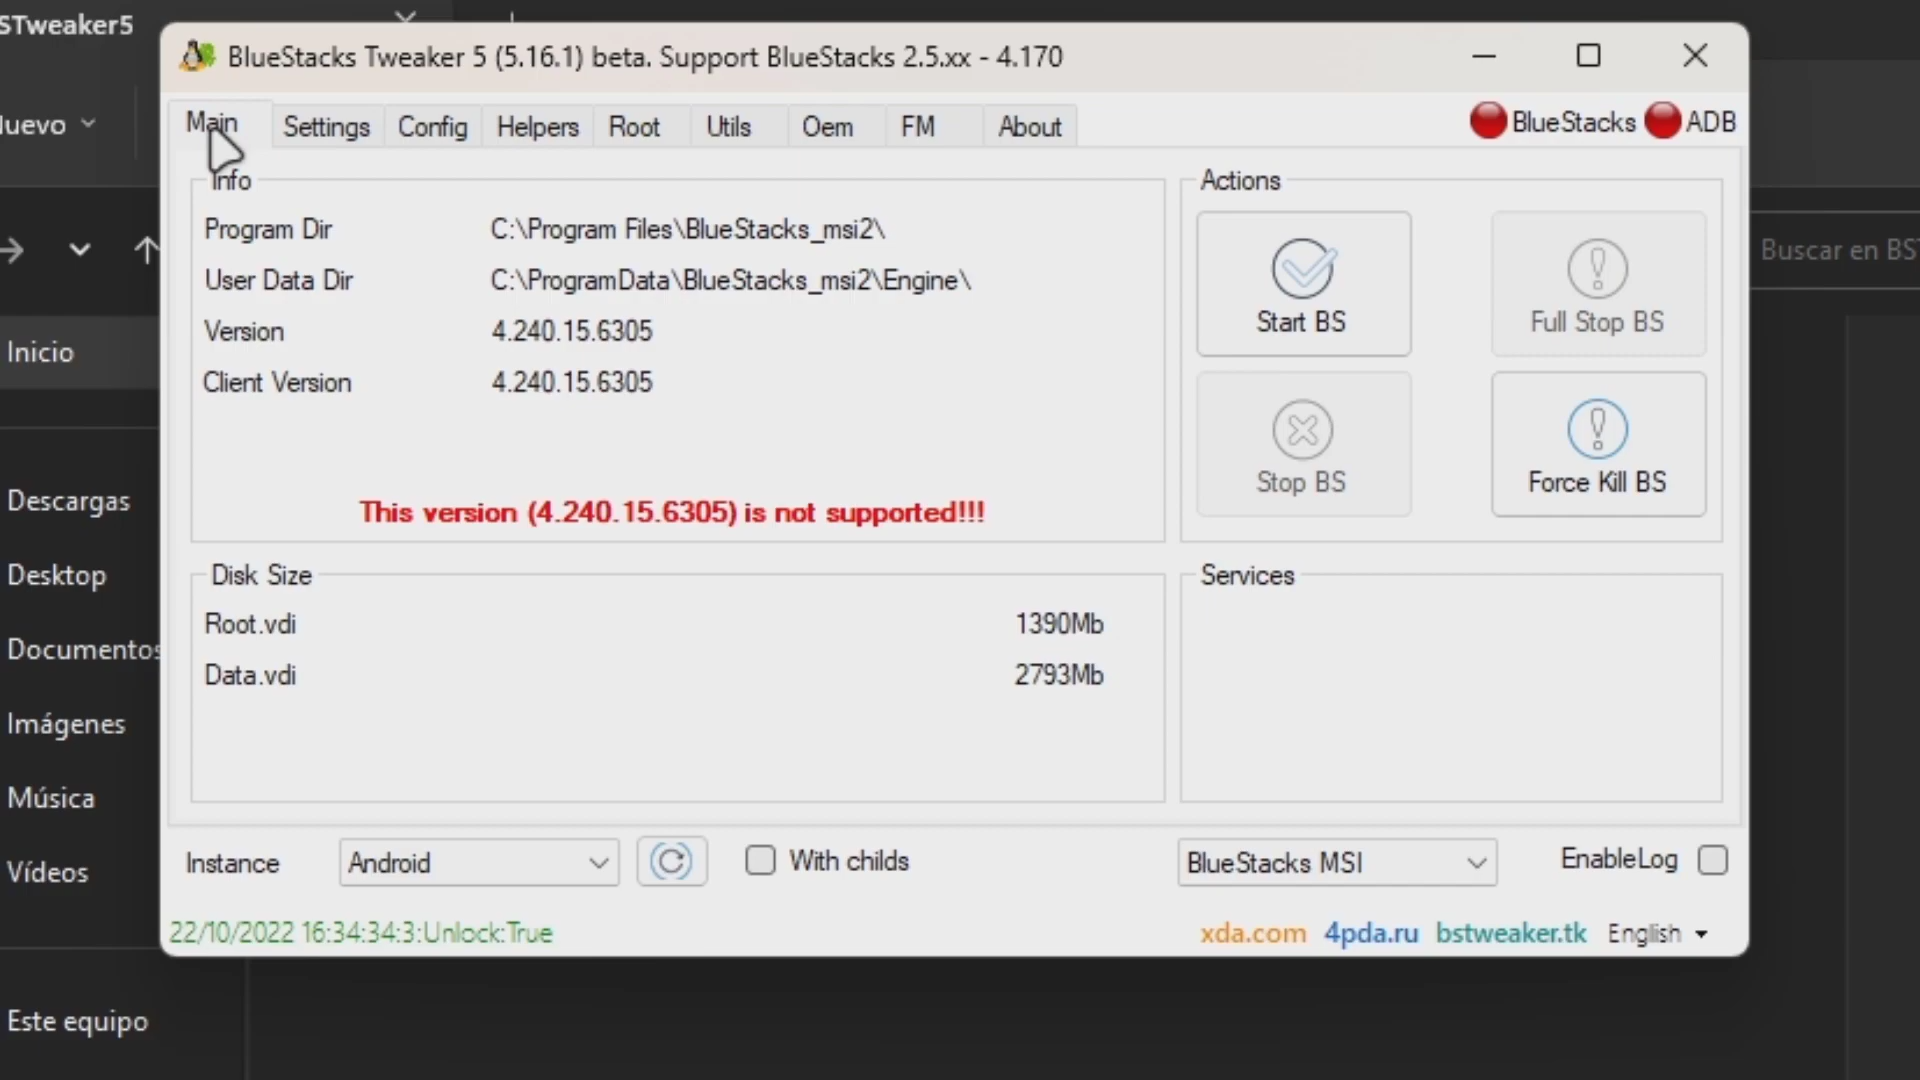 STweaker5
BlueStacks Tweaker 5 (5.16.1) beta. Support BlueStacks 2.5.xx - 4.170
Nuevo
Main Settings Config Helpers Root Utils Oem FM About
BlueStacks ADB
Info
Program Dir C:\Program Files\BlueStacks_msi2\
User Data Dir C:\ProgramData\BlueStacks_msi2\Engine\
Version 4.240.15.6305
Client Version 4.240.15.6305
This version (4.240.15.6305) is not supported!!!
Actions
Start BS Full Stop BS
Stop BS Force Kill BS
Disk Size
Root.vdi 1390Mb
Data.vdi 2793Mb
Services
Instance Android With childs BlueStacks MSI EnableLog
22/10/2022 16:34:34:3:Unlock:True xda.com 4pda.ru bstweaker.tk English
Buscar en BST
Inicio
Descargas
Desktop
Documentos
Imágenes
Música
Vídeos
Este equipo